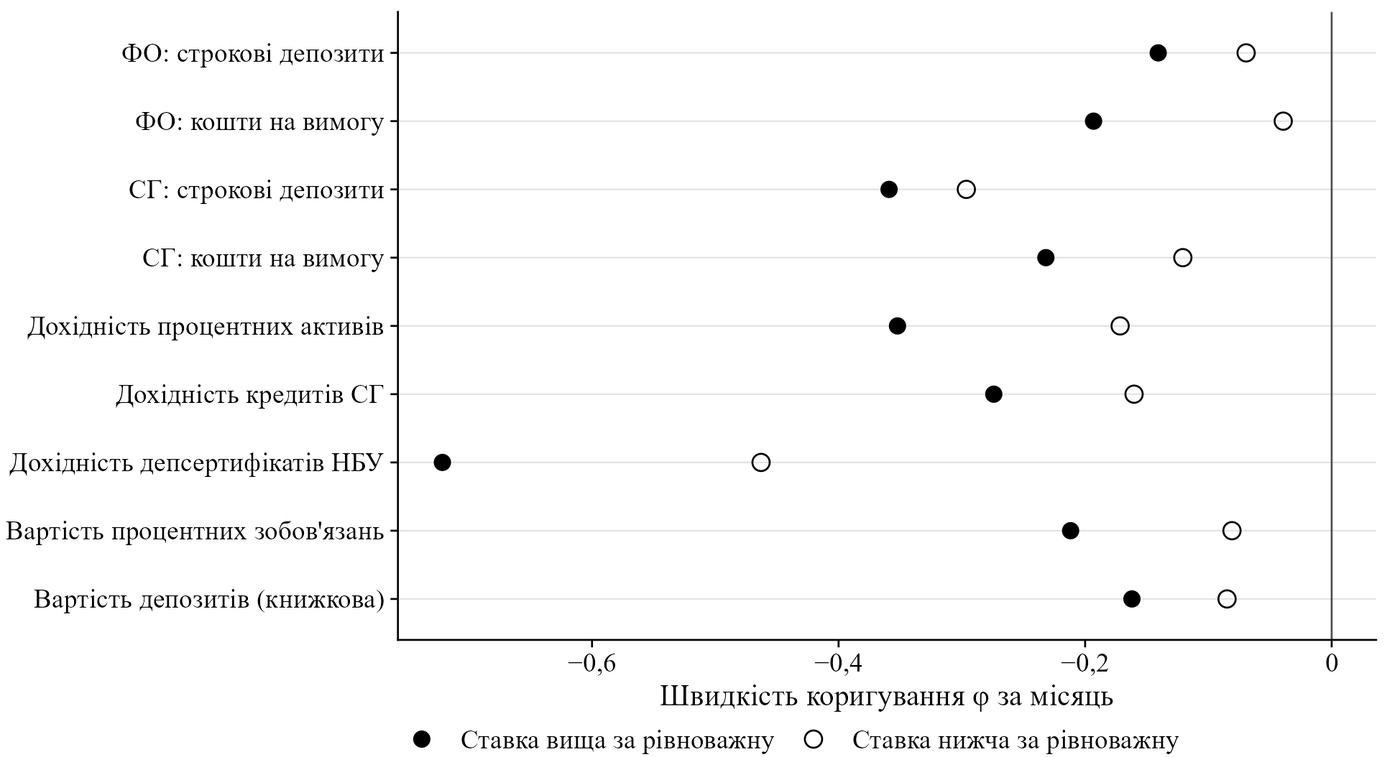 ФО: строкові депозити
ФО: кошти на вимогу
СГ: строкові депозити
СГ: кошти на вимогу
Дохідність процентних активів
Дохідність кредитів СГ
Дохідність депсертифікатів НБУ
Вартість процентних зобов'язань
Вартість депозитів (книжкова)
−0,6 −0,4 −0,2 0
Швидкість коригування φ за місяць
Ставка вища за рівноважну Ставка нижча за рівноважну